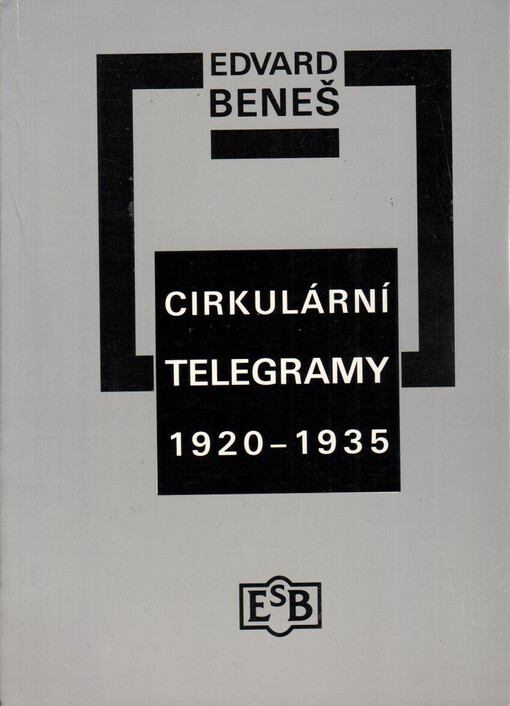 EDVARD
BENEŠ
CIRKULÁRNÍ
TELEGRAMY
1920–1935
ESB